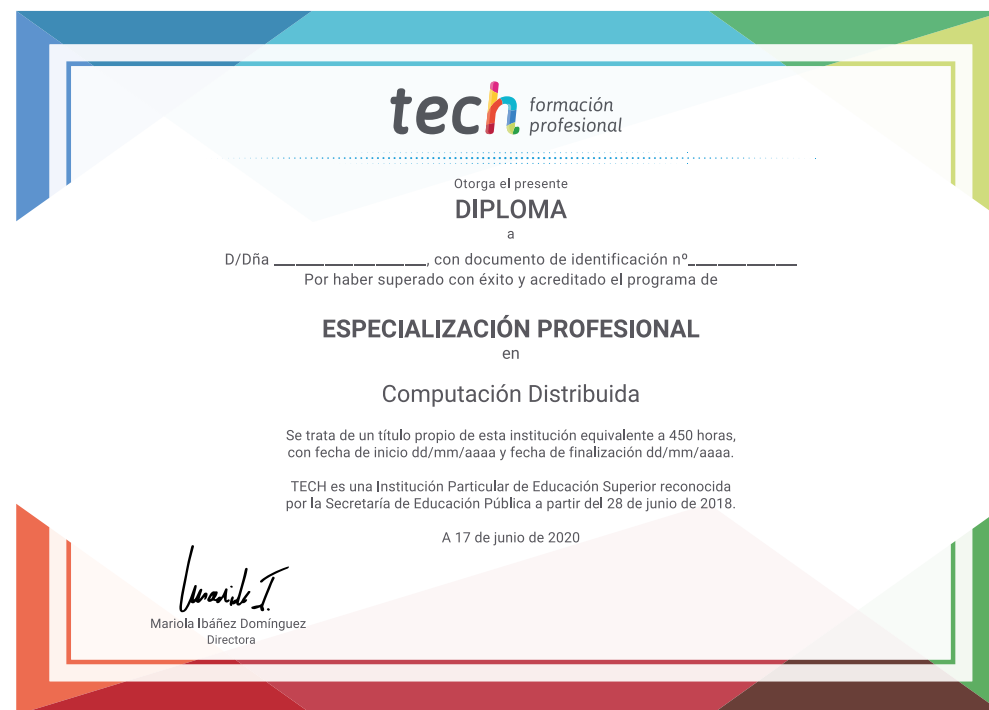 tech formación
profesional
Otorga el presente
DIPLOMA
a
D/Dña ______________, con documento de identificación nº__________
Por haber superado con éxito y acreditado el programa de
ESPECIALIZACIÓN PROFESIONAL
en
Computación Distribuida
Se trata de un título propio de esta institución equivalente a 450 horas,
con fecha de inicio dd/mm/aaaa y fecha de finalización dd/mm/aaaa.
TECH es una Institución Particular de Educación Superior reconocida
por la Secretaría de Educación Pública a partir del 28 de junio de 2018.
A 17 de junio de 2020
Mariola Ibáñez Domínguez
Directora